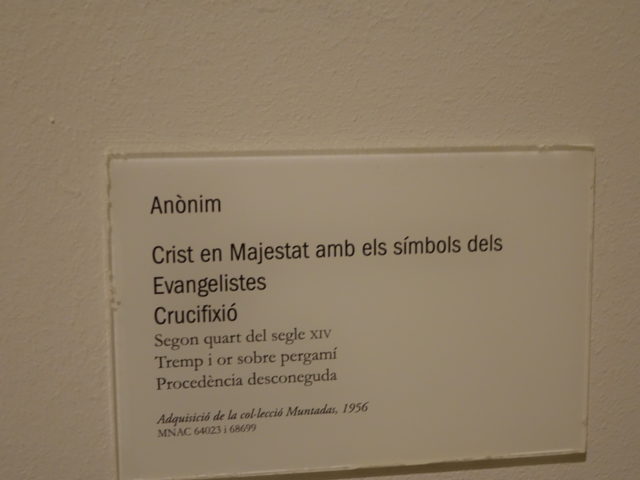 Anònim
Crist en Majestat amb els símbols dels
Evangelistes
Crucifixió
Segon quart del segle XIV
Tremp i or sobre pergamí
Procedència desconeguda
Adquisició de la col·lecció Muntadas, 1956
MNAC 64023 i 68699